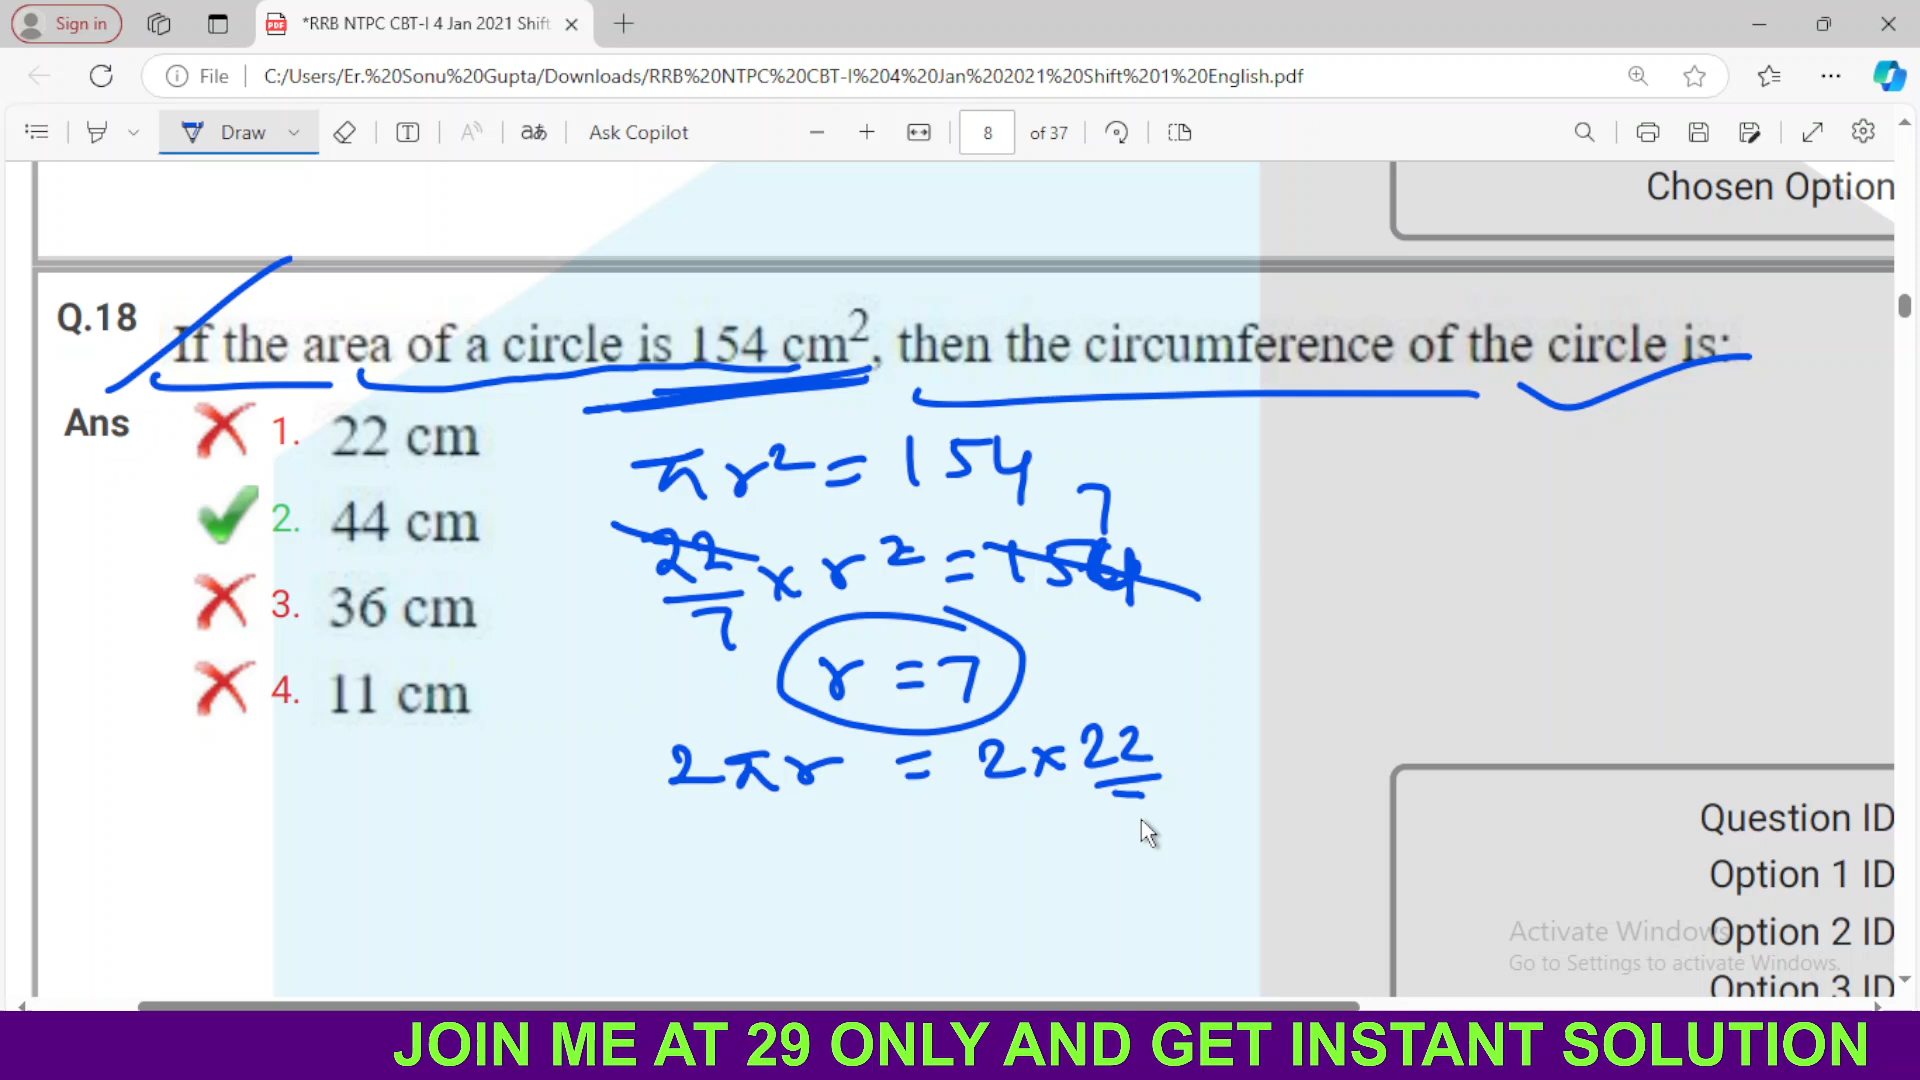 Sign in
*RRB NTPC CBT-I 4 Jan 2021 Shift
File
C:/Users/Er.%20Sonu%20Gupta/Downloads/RRB%20NTPC%20CBT-I%204%20Jan%202021%20Shift%201%20English.pdf
Draw
Ask Copilot
8 of 37
Chosen Option
Q.18 If the area of a circle is 154 cm², then the circumference of the circle is:
Ans
1. 22 cm
2. 44 cm
3. 36 cm
4. 11 cm
πr² = 154
7
22/7 x r² = 154
r = 7
2πr = 2 x 22
Question ID
Option 1 ID
Option 2 ID
Option 3 ID
Activate Windows
Go to Settings to activate Windows.
JOIN ME AT 29 ONLY AND GET INSTANT SOLUTION